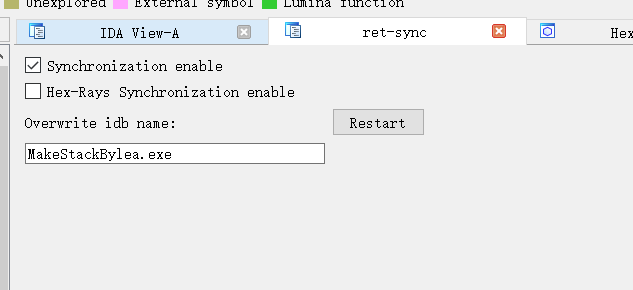 Unexplored External symbol Lumina function
IDA View-A ret-sync Hex
Synchronization enable
Hex-Rays Synchronization enable
Overwrite idb name: Restart
MakeStackBylea.exe